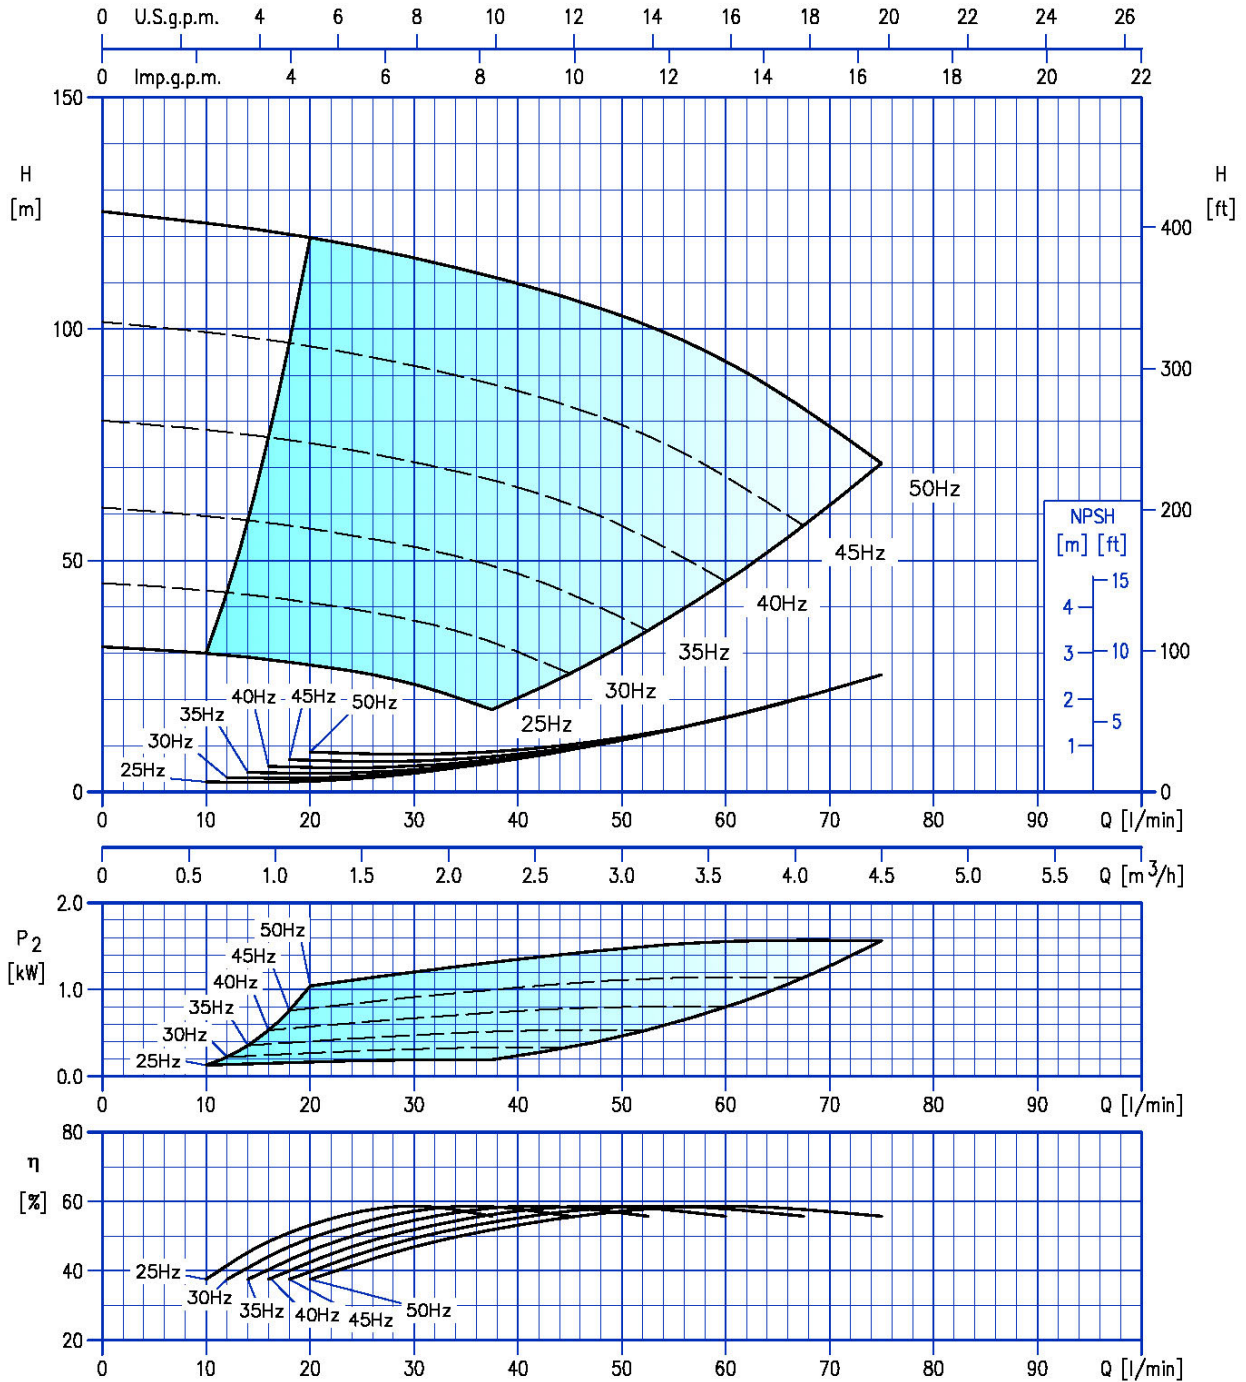 0 U.S.g.p.m. 4 6 8 10 12 14 16 18 20 22 24 26
0 Imp.g.p.m. 4 6 8 10 12 14 16 18 20 22
150
H
[m]
H
[ft]
400
100
300
50Hz
200
NPSH
[m] [ft]
45Hz
15
50
40Hz
4
35Hz
3 10 100
30Hz
40Hz 45Hz
50Hz
2
35Hz
25Hz
5
30Hz
1
25Hz
0 0
0 10 20 30 40 50 60 70 80 90 Q [l/min]
0 0.5 1.0 1.5 2.0 2.5 3.0 3.5 4.0 4.5 5.0 5.5 Q [m³/h]
2.0
P2
[kW]
50Hz
45Hz
40Hz
1.0
35Hz
30Hz
25Hz
0.0
0 10 20 30 40 50 60 70 80 90 Q [l/min]
80
η
[%]
60
40
25Hz
30Hz
35Hz
40Hz
45Hz
50Hz
20
0 10 20 30 40 50 60 70 80 90 Q [l/min]